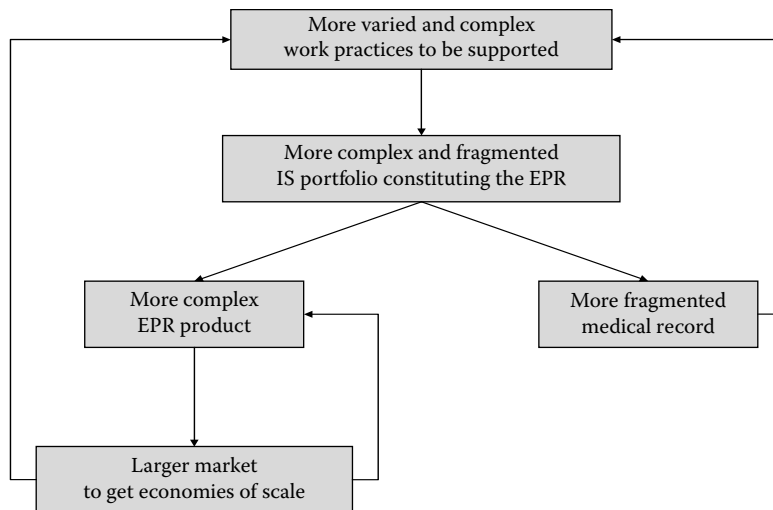 More varied and complex
work practices to be supported
More complex and fragmented
IS portfolio constituting the EPR
More complex
EPR product
More fragmented
medical record
Larger market
to get economies of scale